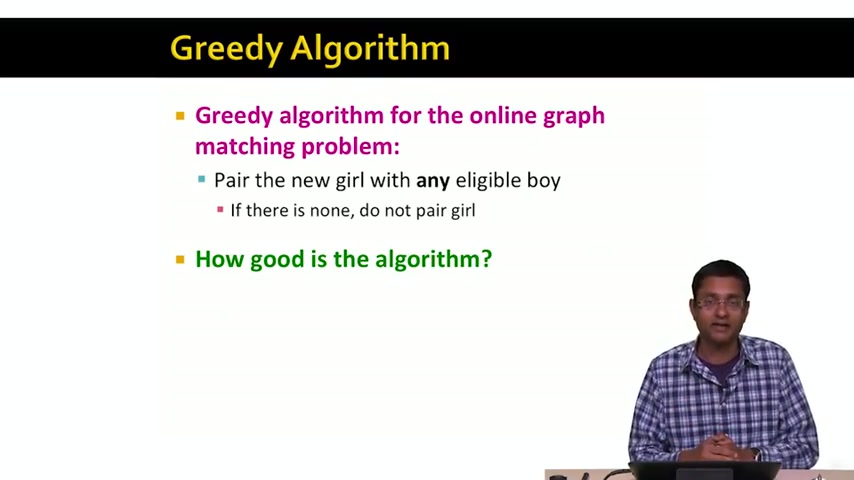 Greedy Algorithm
Greedy algorithm for the online graph
matching problem:
Pair the new girl with any eligible boy
If there is none, do not pair girl
How good is the algorithm?